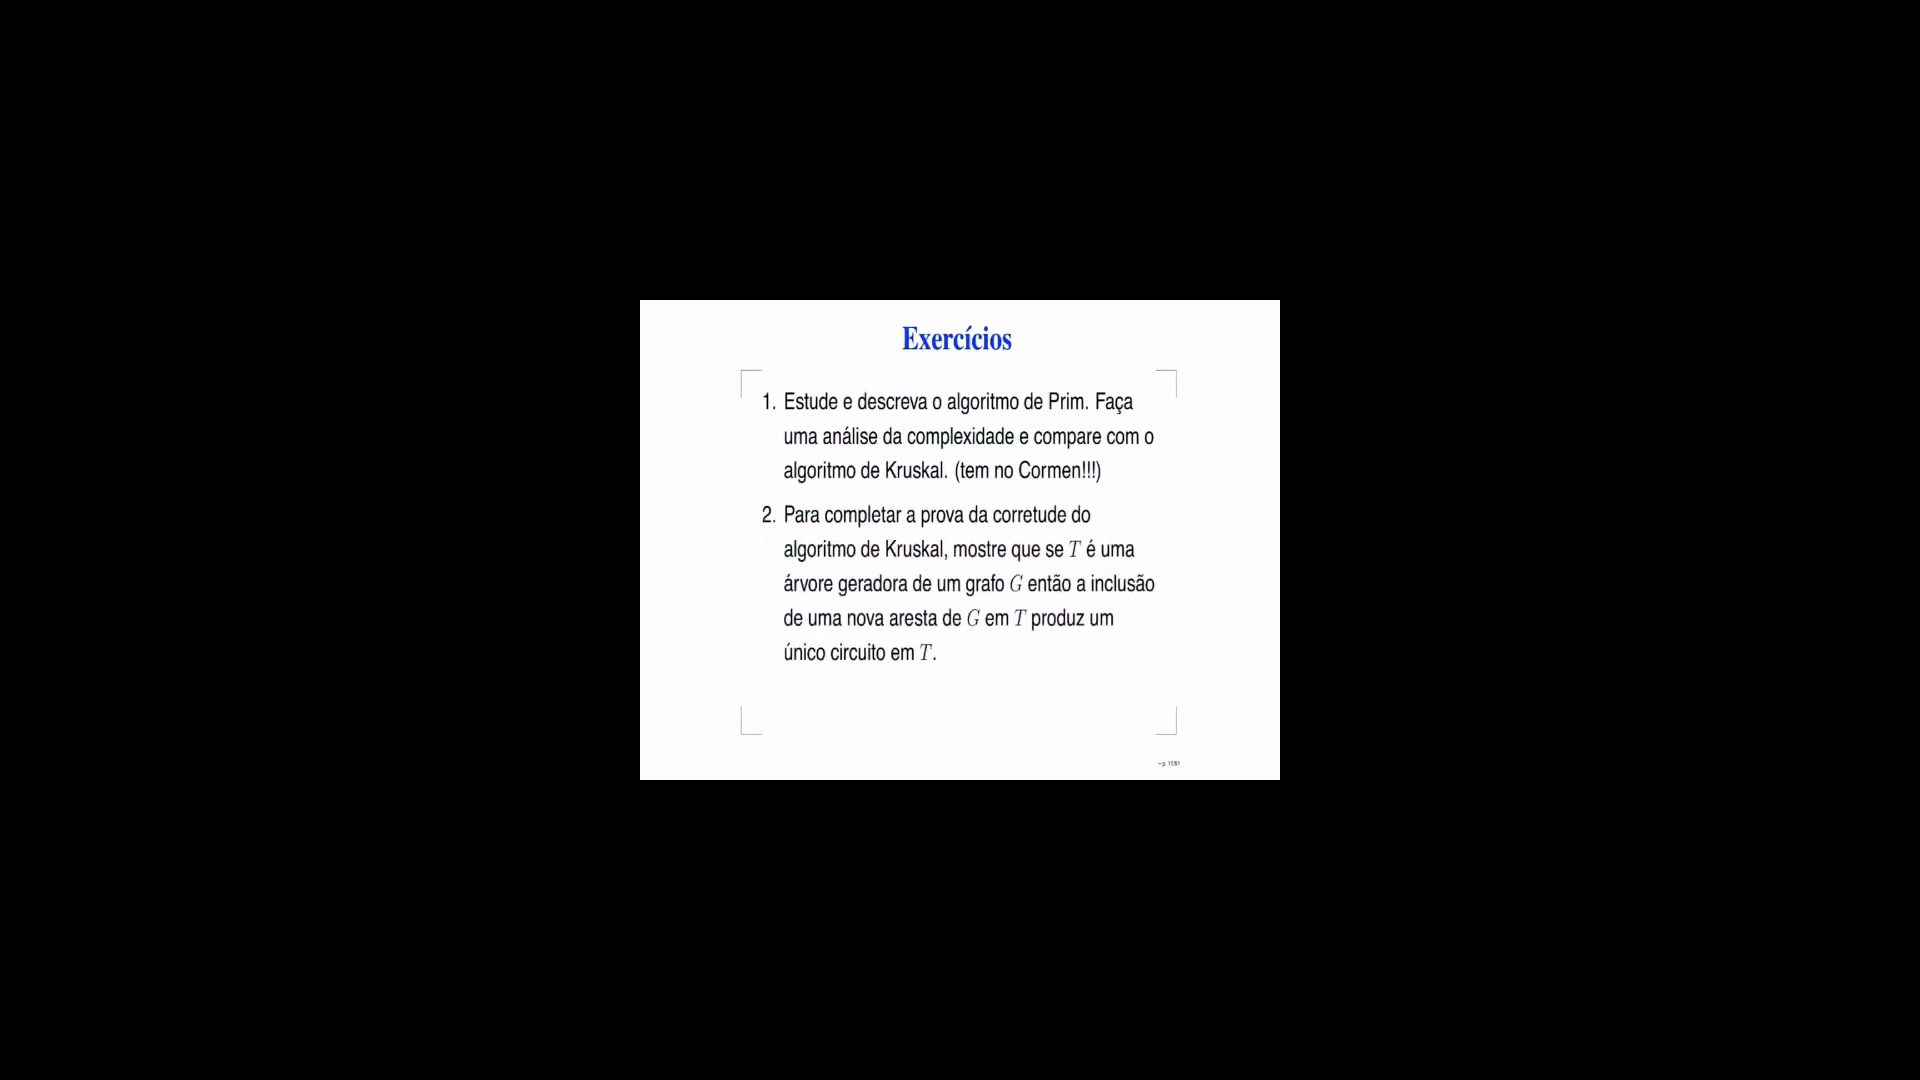 Exercícios
1. Estude e descreva o algoritmo de Prim. Faça
uma análise da complexidade e compare com o
algoritmo de Kruskal. (tem no Cormen!!!)
2. Para completar a prova da corretude do
algoritmo de Kruskal, mostre que se T é uma
árvore geradora de um grafo G então a inclusão
de uma nova aresta de G em T produz um
único circuito em T.
– p.